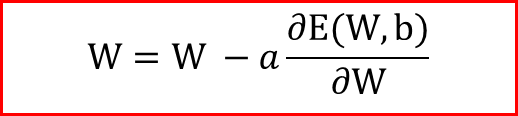 W = W − a ∂E(W, b) / ∂W